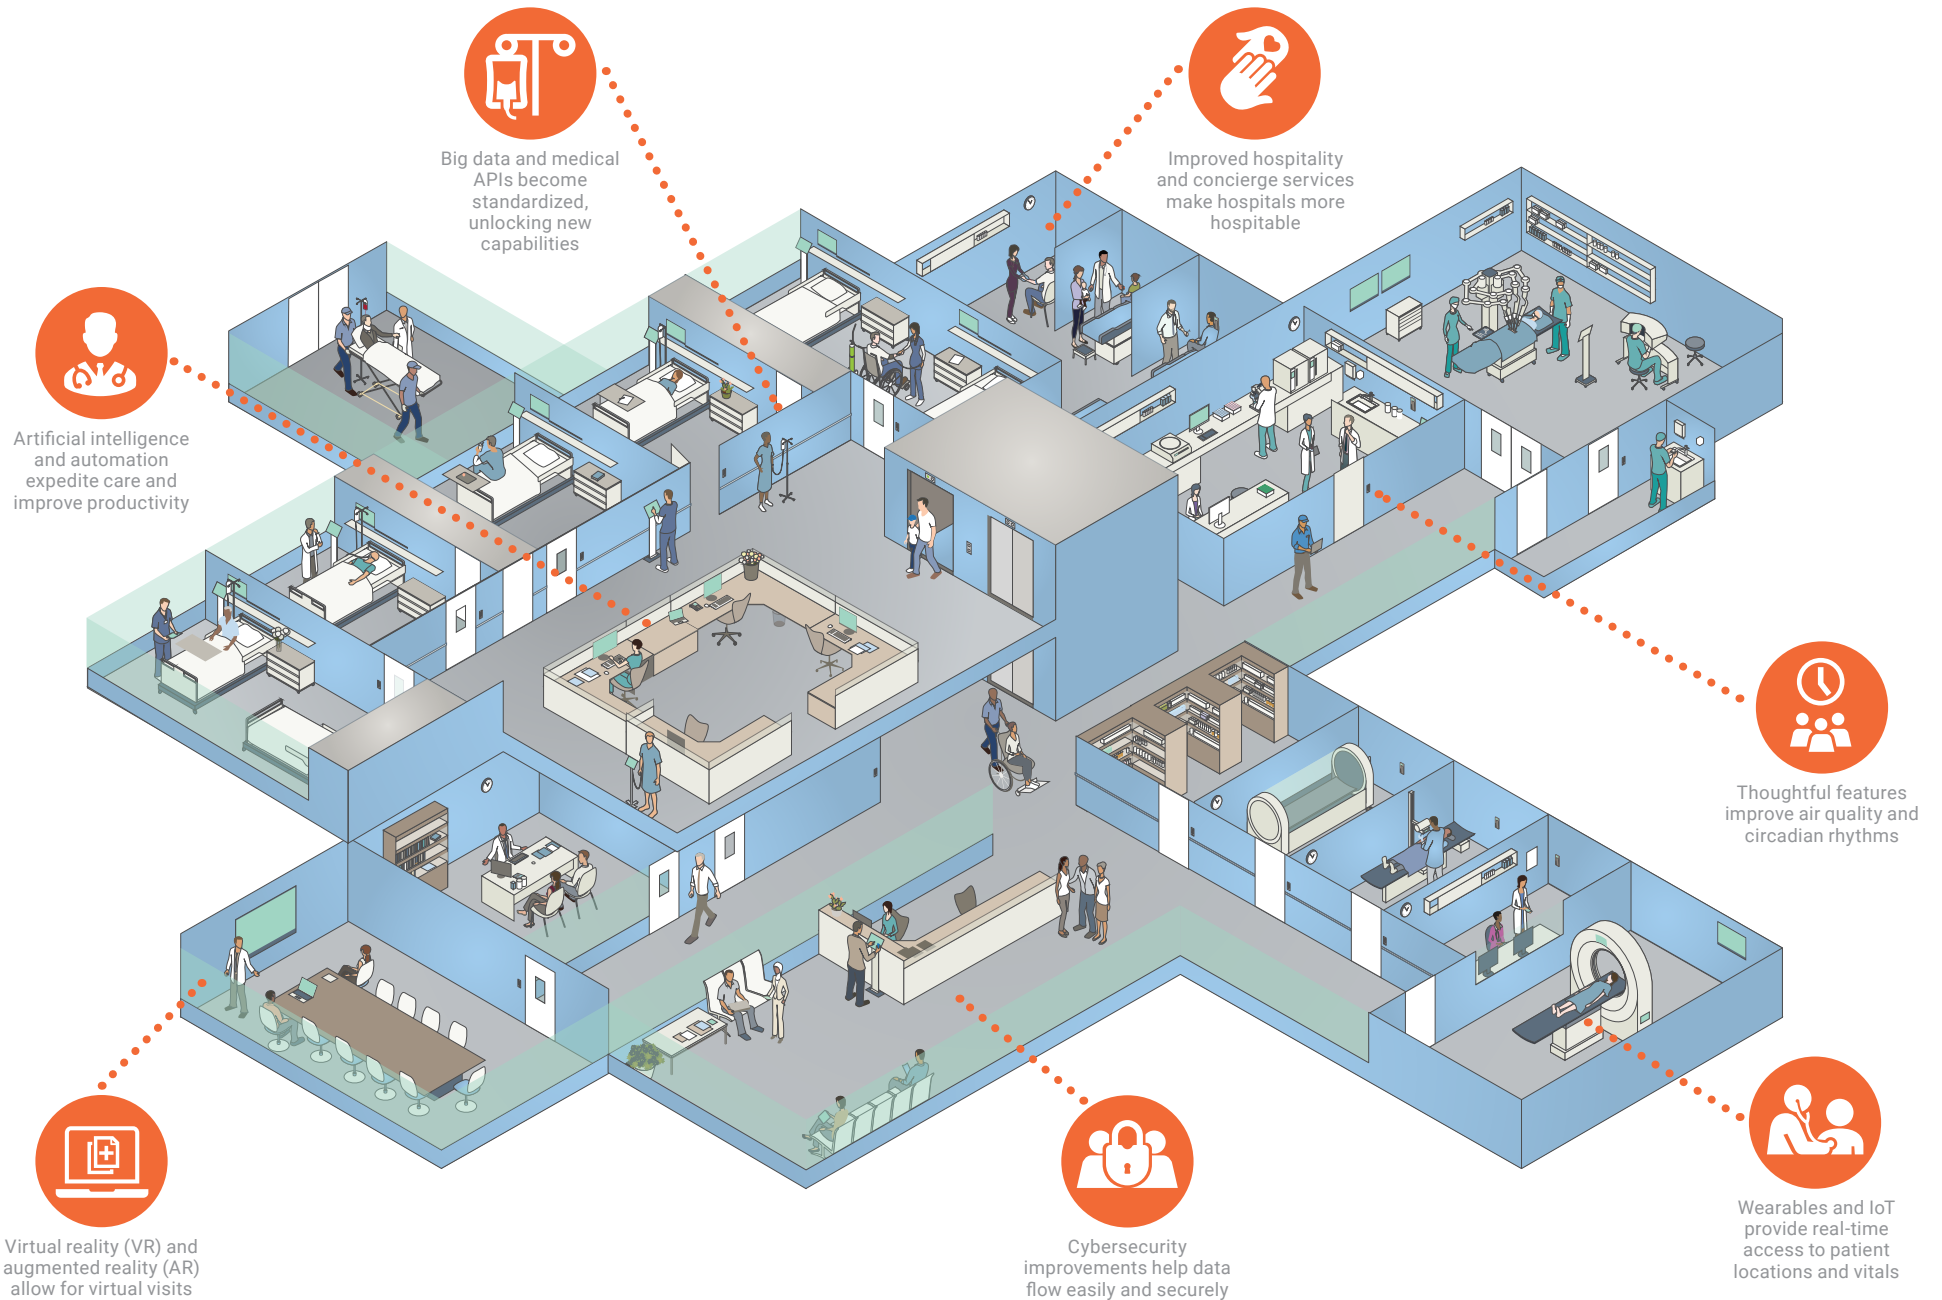 Big data and medical
APIs become
standardized,
unlocking new
capabilities
Improved hospitality
and concierge services
make hospitals more
hospitable
Artificial intelligence
and automation
expedite care and
improve productivity
Thoughtful features
improve air quality and
circadian rhythms
Virtual reality (VR) and
augmented reality (AR)
allow for virtual visits
Cybersecurity
improvements help data
flow easily and securely
Wearables and IoT
provide real-time
access to patient
locations and vitals